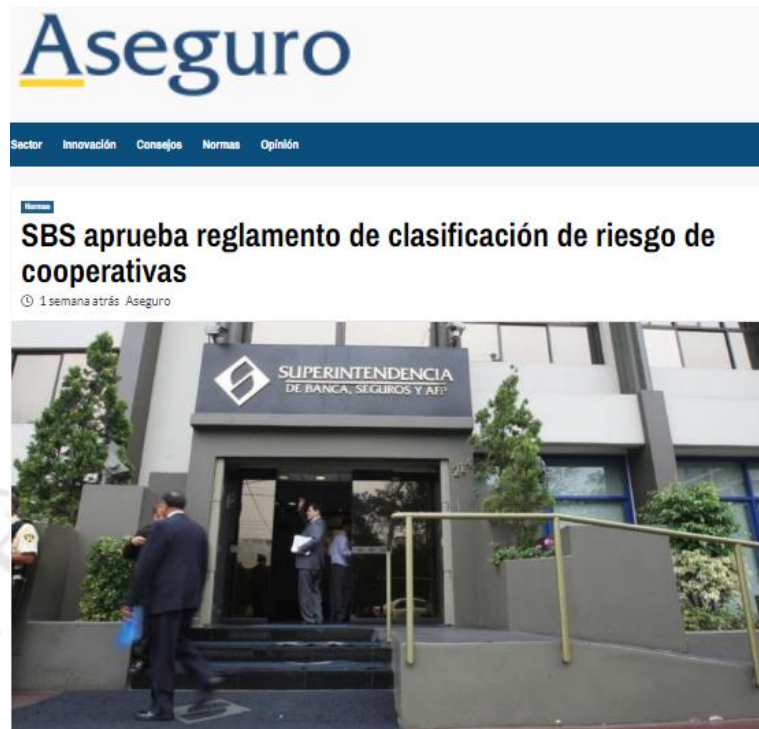 Aseguro
Sector Innovación Consejos Normas Opinión
Normas
SBS aprueba reglamento de clasificación de riesgo de
cooperativas
1 semana atrás Aseguro
SUPERINTENDENCIA
DE BANCA, SEGUROS Y AFP